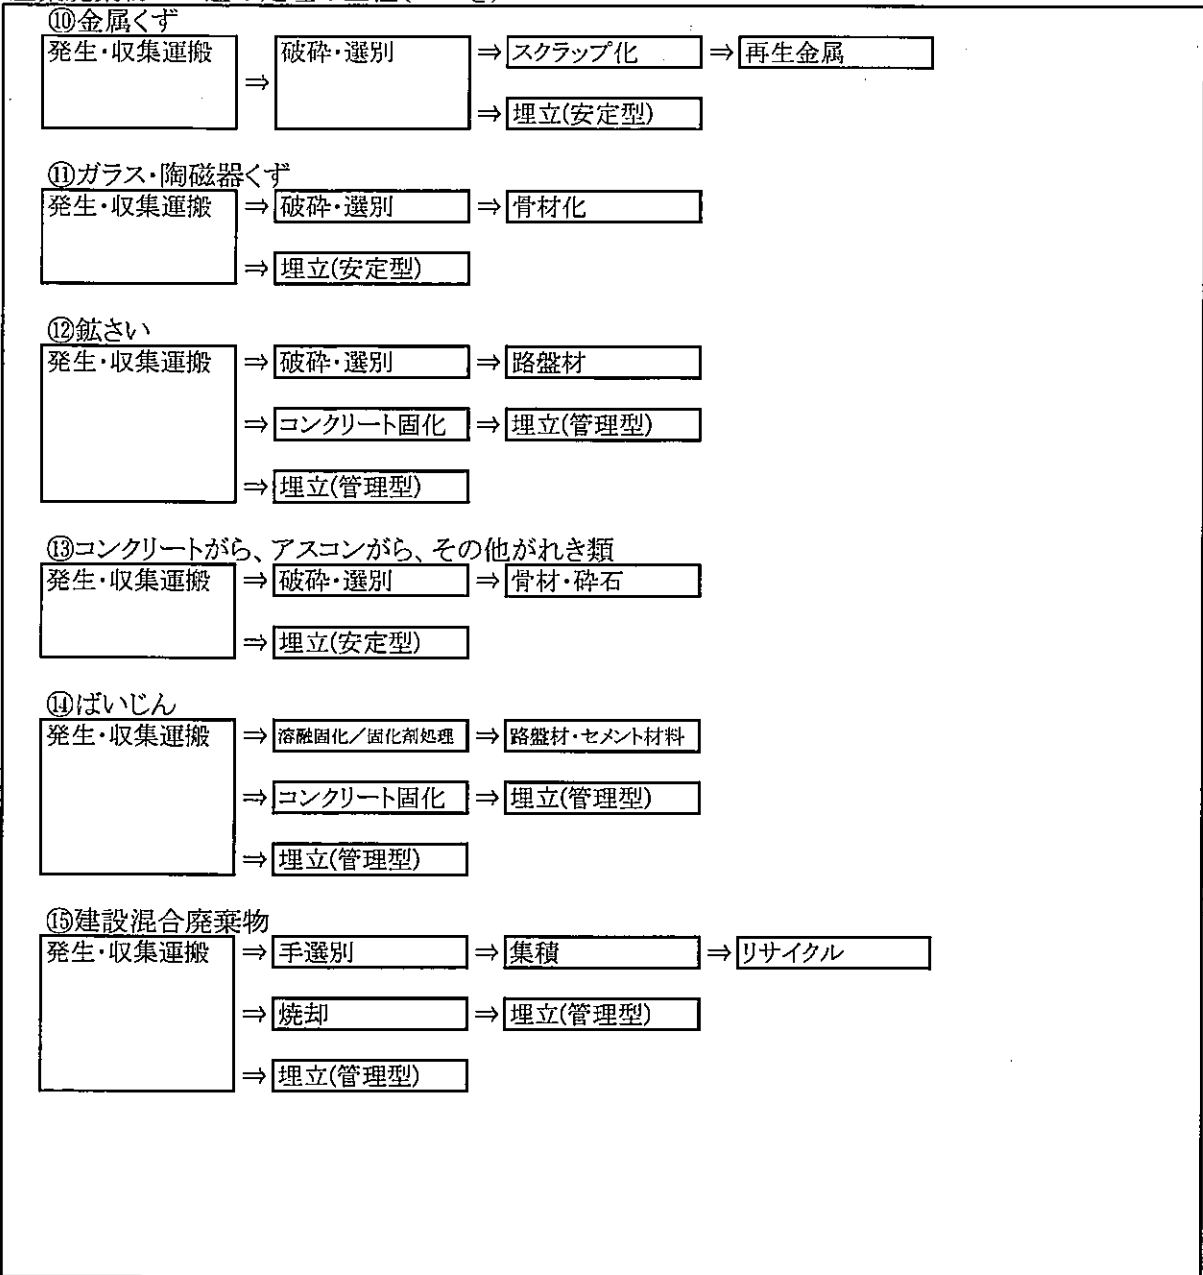 ⑩金属くず
発生・収集運搬 ⇒ 破砕・選別 ⇒ スクラップ化 ⇒ 再生金属
⇒ 埋立(安定型)
⑪ガラス・陶磁器くず
発生・収集運搬 ⇒ 破砕・選別 ⇒ 骨材化
⇒ 埋立(安定型)
⑫鉱さい
発生・収集運搬 ⇒ 破砕・選別 ⇒ 路盤材
⇒ コンクリート固化 ⇒ 埋立(管理型)
⇒ 埋立(管理型)
⑬コンクリートがら、アスコンがら、その他がれき類
発生・収集運搬 ⇒ 破砕・選別 ⇒ 骨材・砕石
⇒ 埋立(安定型)
⑭ばいじん
発生・収集運搬 ⇒ 溶融固化/固化剤処理 ⇒ 路盤材・セメント材料
⇒ コンクリート固化 ⇒ 埋立(管理型)
⇒ 埋立(管理型)
⑮建設混合廃棄物
発生・収集運搬 ⇒ 手選別 ⇒ 集積 ⇒ リサイクル
⇒ 焼却 ⇒ 埋立(管理型)
⇒ 埋立(管理型)